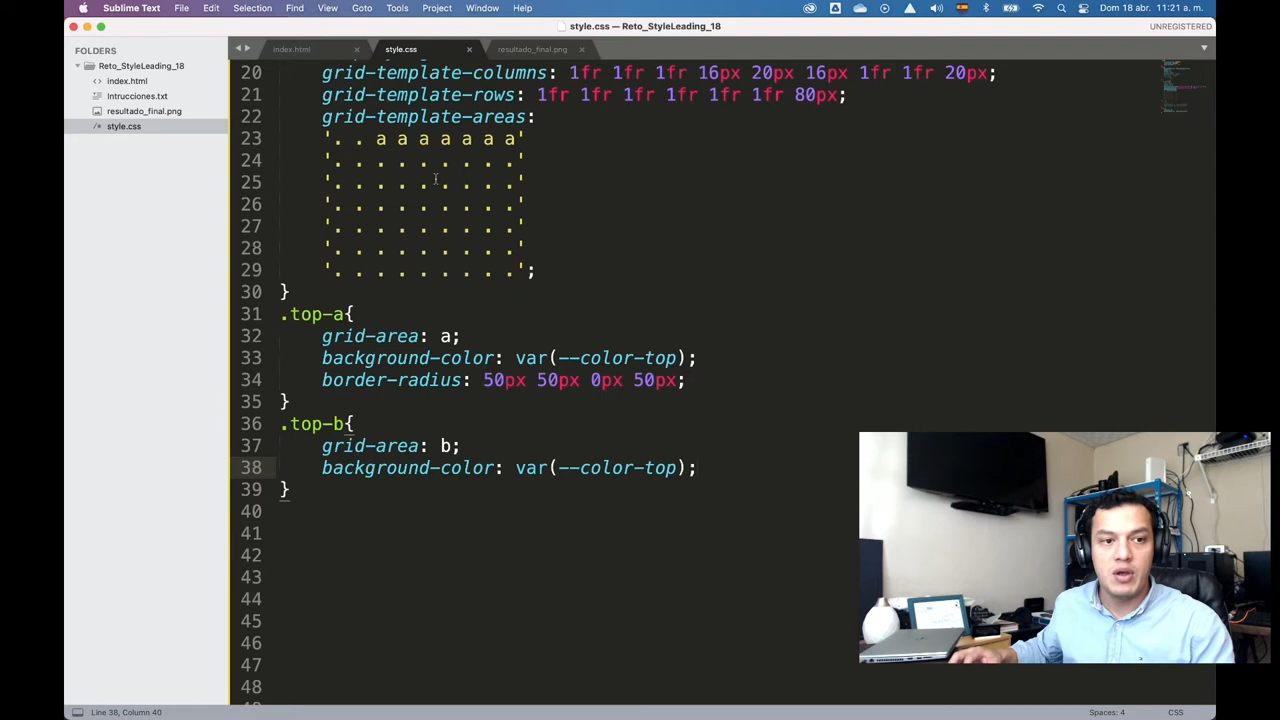 Sublime Text File Edit Selection Find View Goto Tools Project Window Help Dom 18 abr. 11:21 a. m.
style.css — Reto_StyleLeading_18 UNREGISTERED
FOLDERS
Reto_StyleLeading_18
index.html
Intrucciones.txt
resultado_final.png
style.css
index.html style.css resultado_final.png
20 grid-template-columns: 1fr 1fr 1fr 16px 20px 16px 1fr 1fr 20px;
21 grid-template-rows: 1fr 1fr 1fr 1fr 1fr 1fr 80px;
22 grid-template-areas:
23 '. . a a a a a a a'
24 '. . . . . . . . .'
25 '. . . . . . . . .'
26 '. . . . . . . . .'
27 '. . . . . . . . .'
28 '. . . . . . . . .'
29 '. . . . . . . . .';
30 }
31 .top-a{
32 grid-area: a;
33 background-color: var(--color-top);
34 border-radius: 50px 50px 0px 50px;
35 }
36 .top-b{
37 grid-area: b;
38 background-color: var(--color-top);
39 }
40
41
42
43
44
45
46
47
48
Line 38, Column 40 Spaces: 4 CSS